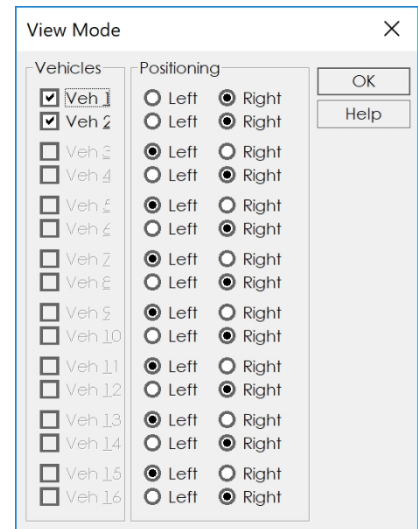 View Mode
Vehicles Positioning
OK
Help
Veh 1 Left Right
Veh 2 Left Right
Veh 3 Left Right
Veh 4 Left Right
Veh 5 Left Right
Veh 6 Left Right
Veh 7 Left Right
Veh 8 Left Right
Veh 9 Left Right
Veh 10 Left Right
Veh 11 Left Right
Veh 12 Left Right
Veh 13 Left Right
Veh 14 Left Right
Veh 15 Left Right
Veh 16 Left Right